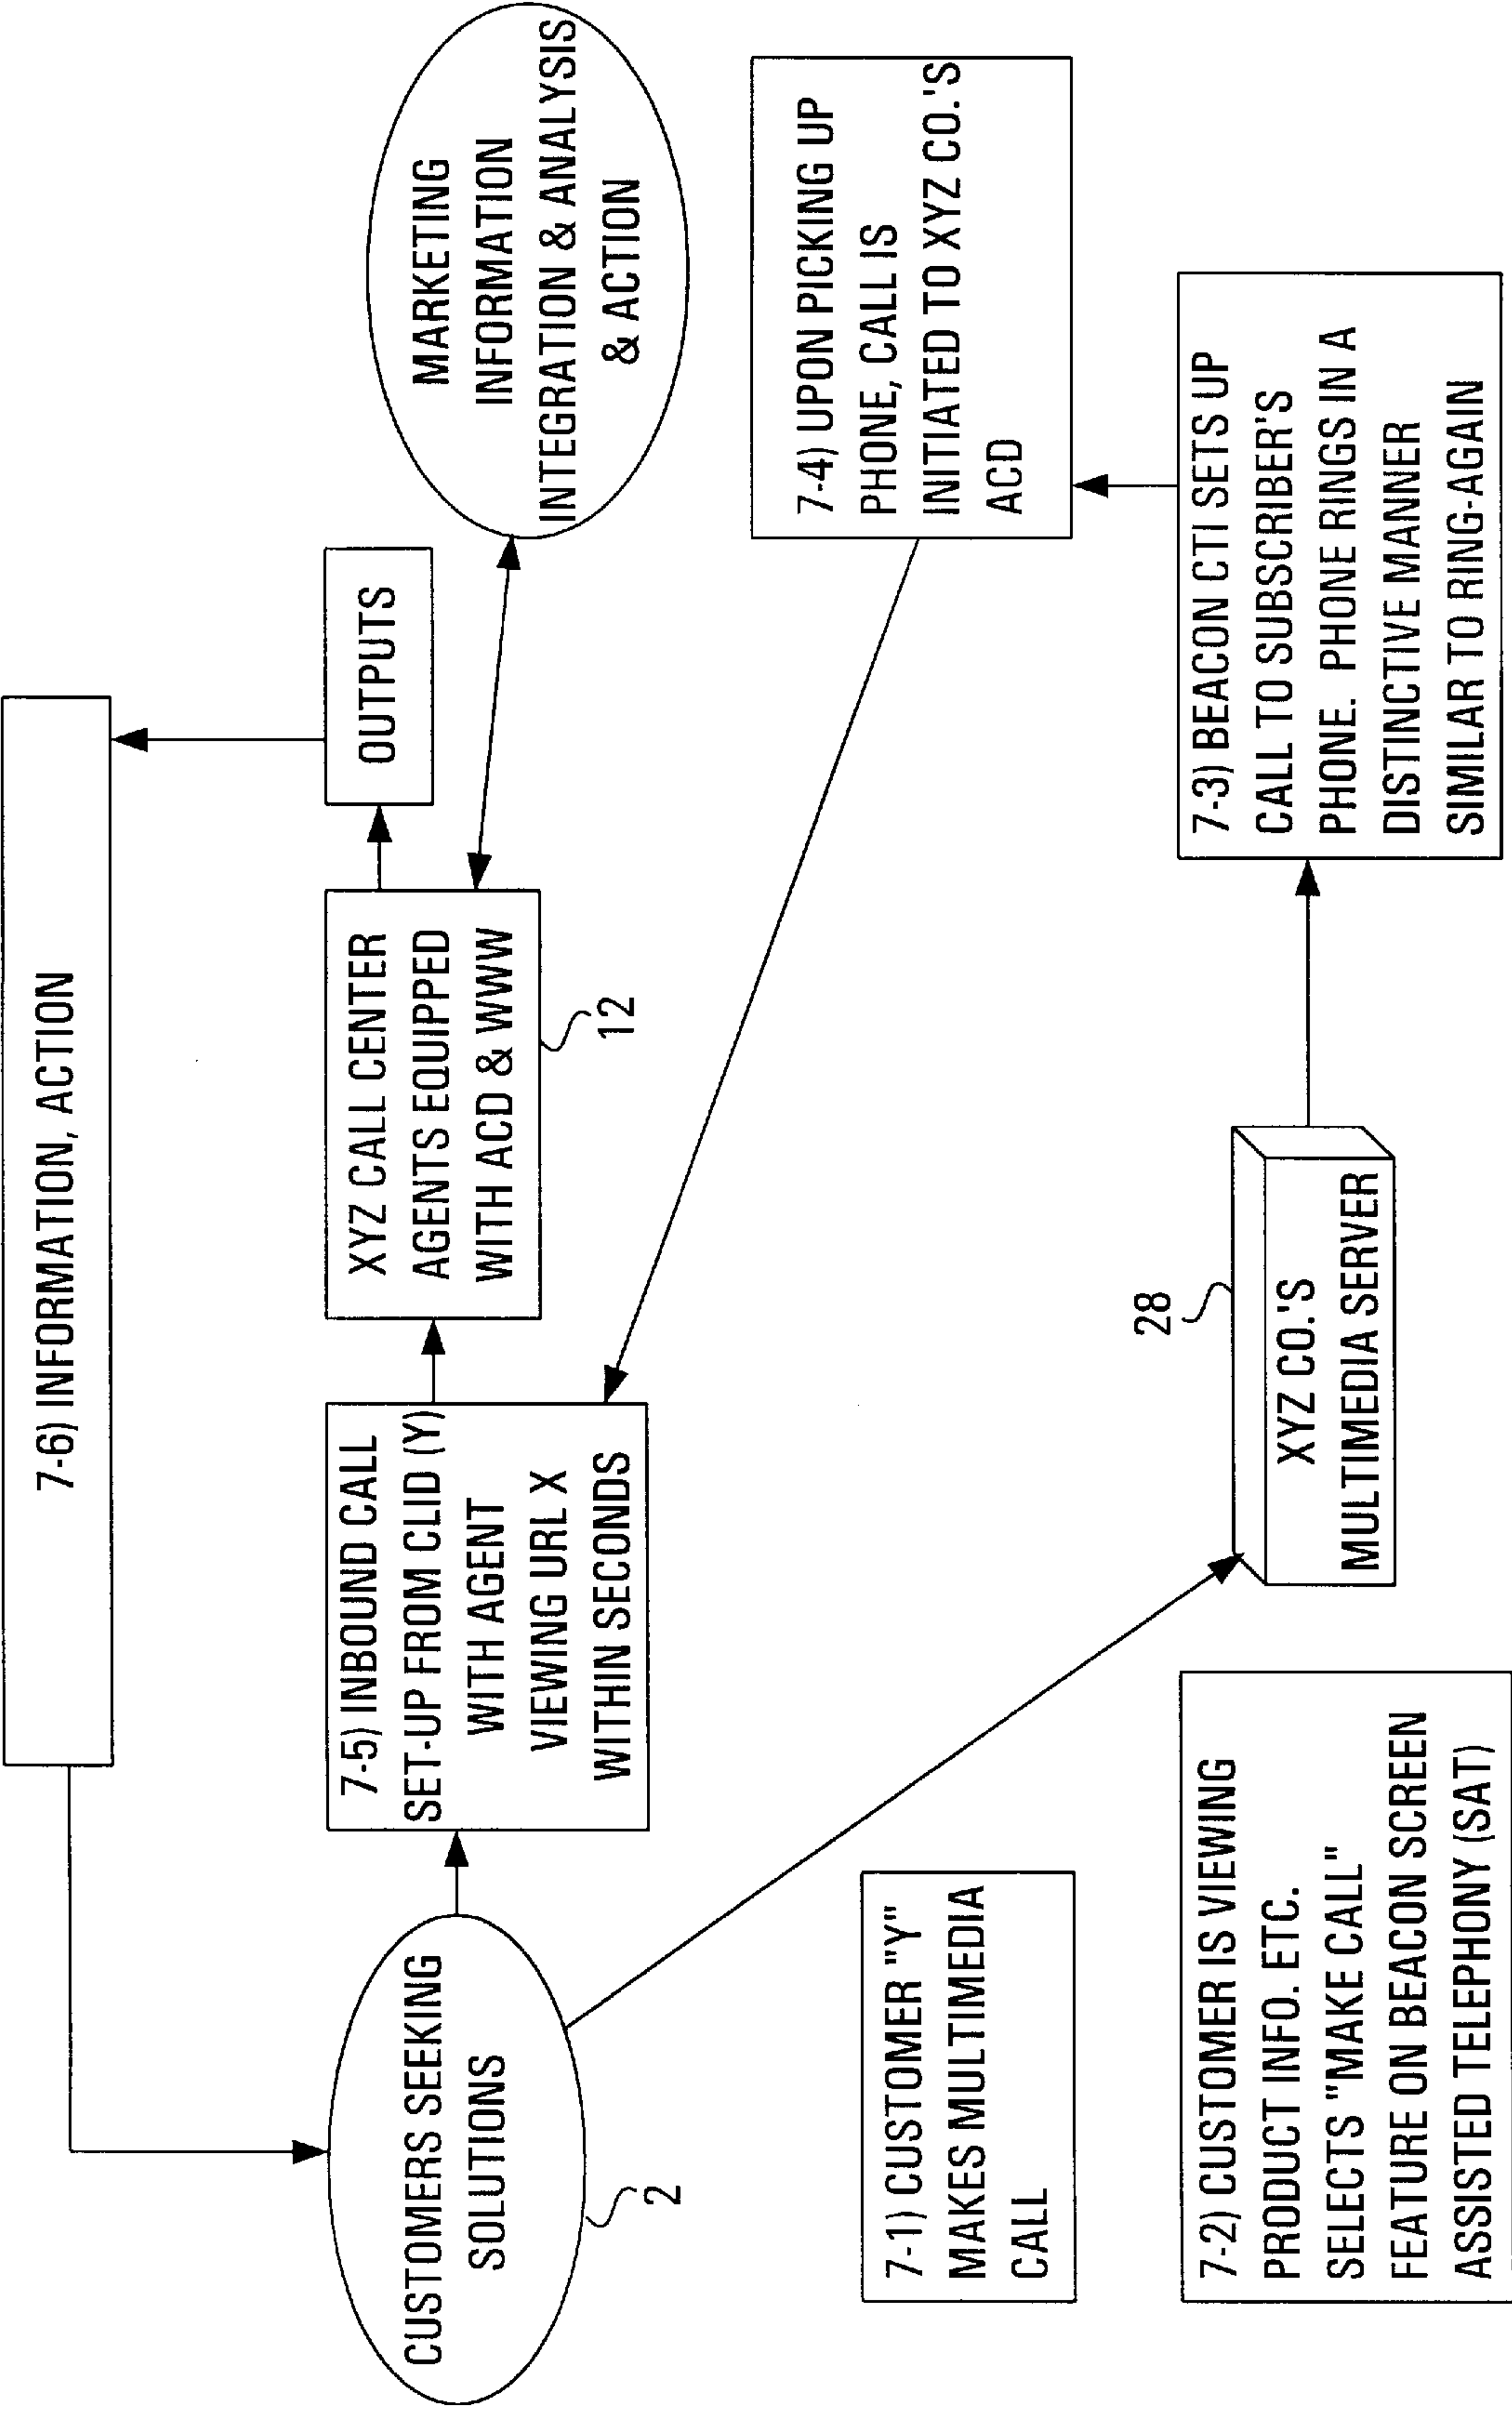 7-6) INFORMATION, ACTION
CUSTOMERS SEEKING
SOLUTIONS
2
7-5) INBOUND CALL
SET-UP FROM CLID (Y)
WITH AGENT
VIEWING URL X
WITHIN SECONDS
XYZ CALL CENTER
AGENTS EQUIPPED
WITH ACD & WWW
12
OUTPUTS
MARKETING
INFORMATION
INTEGRATION & ANALYSIS
& ACTION
7-1) CUSTOMER "Y"
MAKES MULTIMEDIA
CALL
7-4) UPON PICKING UP
PHONE, CALL IS
INITIATED TO XYZ CO.'S
ACD
7-2) CUSTOMER IS VIEWING
PRODUCT INFO. ETC.
SELECTS "MAKE CALL"
FEATURE ON BEACON SCREEN
ASSISTED TELEPHONY (SAT)
28
XYZ CO.'S
MULTIMEDIA SERVER
7-3) BEACON CTI SETS UP
CALL TO SUBSCRIBER'S
PHONE. PHONE RINGS IN A
DISTINCTIVE MANNER
SIMILAR TO RING-AGAIN